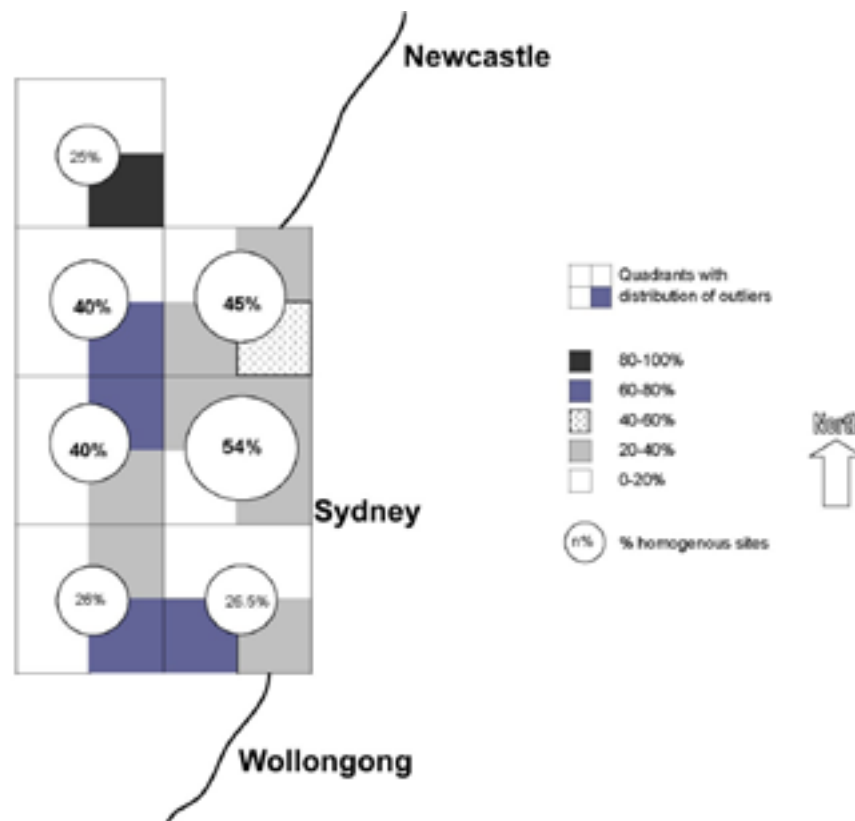 Newcastle
25%
Quadrants with
distribution of outliers
40%
45%
80-100%
60-80%
40-60%
20-40%
0-20%
North
40%
54%
Sydney
n%
% homogenous sites
26%
26.5%
Wollongong